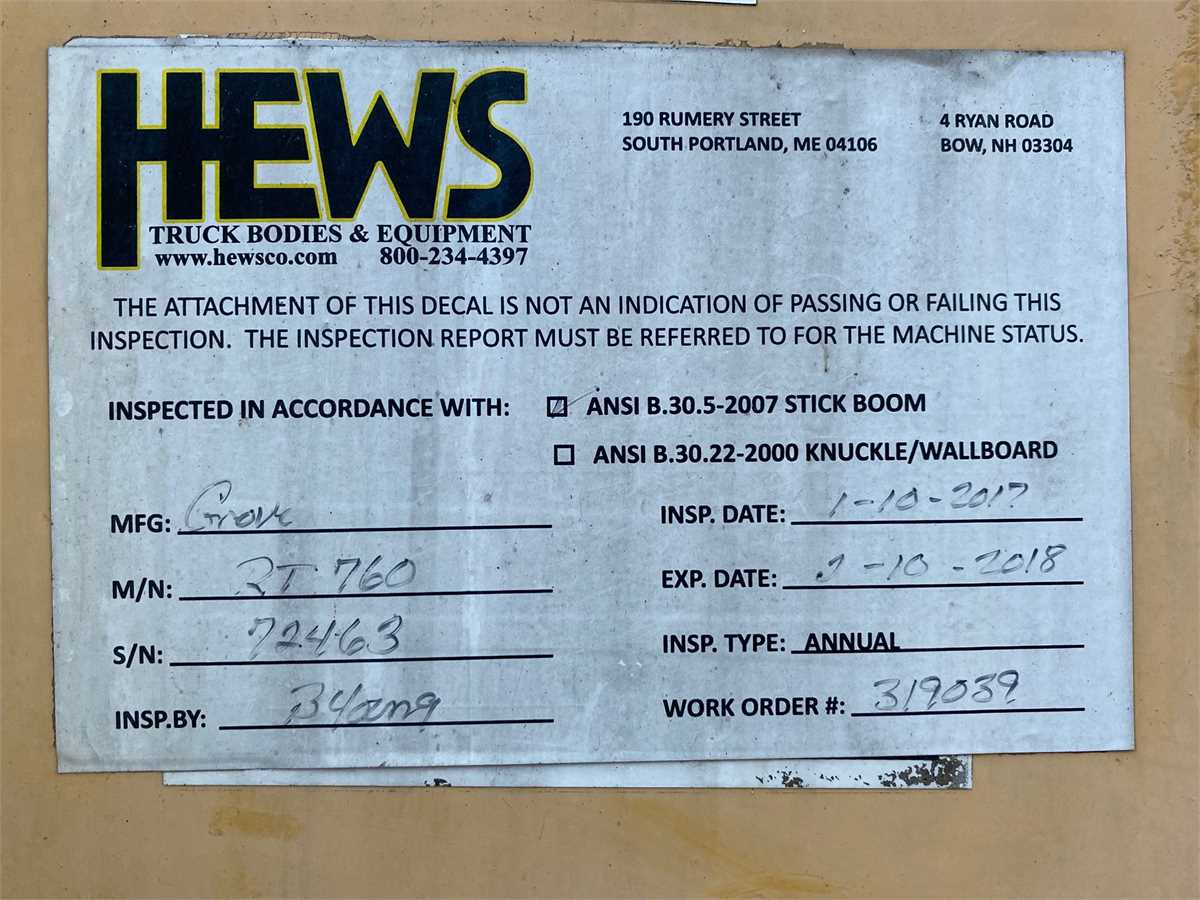 HEWS
TRUCK BODIES & EQUIPMENT
www.hewsco.com 800-234-4397
190 RUMERY STREET
SOUTH PORTLAND, ME 04106
4 RYAN ROAD
BOW, NH 03304
THE ATTACHMENT OF THIS DECAL IS NOT AN INDICATION OF PASSING OR FAILING THIS
INSPECTION. THE INSPECTION REPORT MUST BE REFERRED TO FOR THE MACHINE STATUS.
INSPECTED IN ACCORDANCE WITH: ANSI B.30.5-2007 STICK BOOM
ANSI B.30.22-2000 KNUCKLE/WALLBOARD
MFG: Grove
M/N: RT 760
S/N: 72463
INSP.BY: B Young
INSP. DATE: 1-10-2017
EXP. DATE: 1-10-2018
INSP. TYPE: ANNUAL
WORK ORDER #: 319039